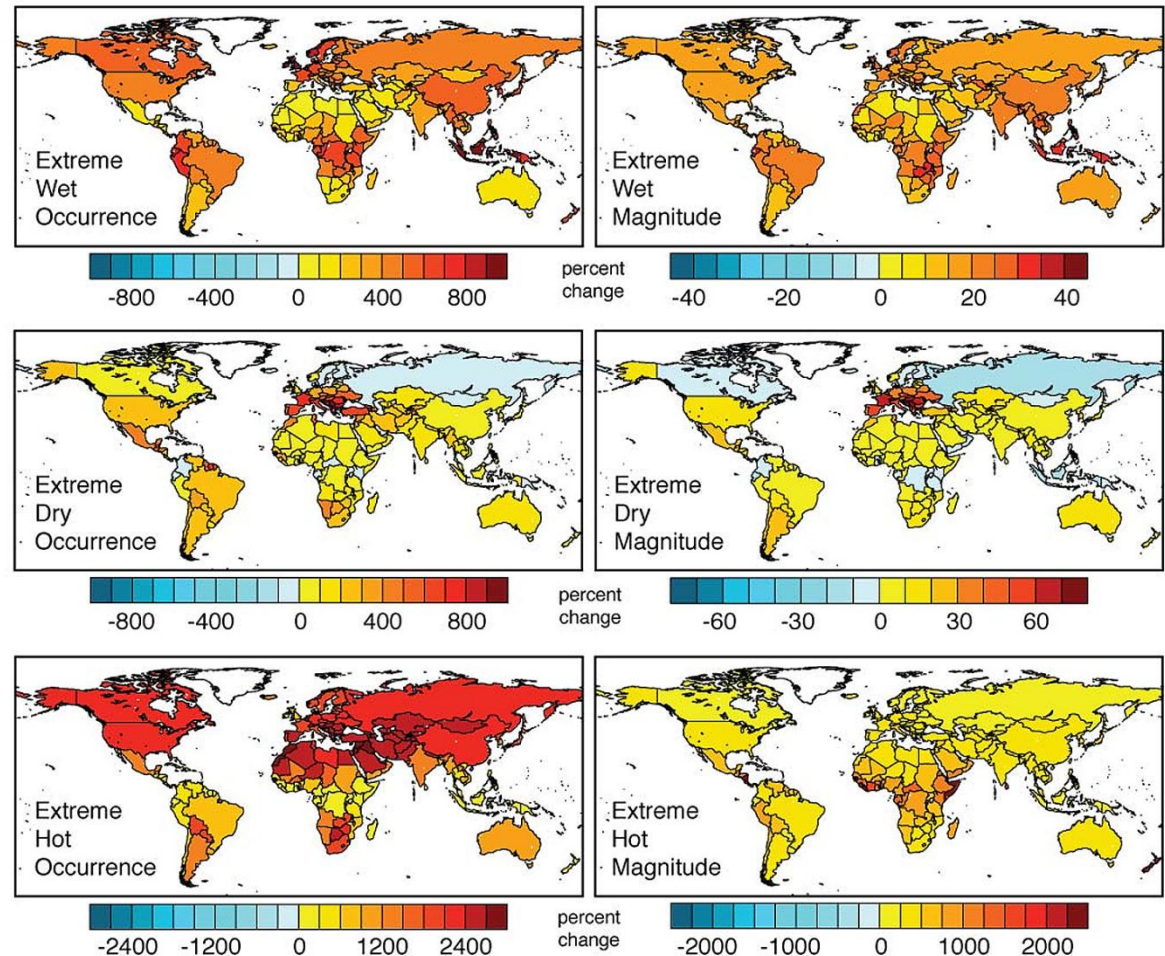 Extreme
Wet
Occurrence
Extreme
Wet
Magnitude
-800 -400 0 400 800
percent
change
-40 -20 0 20 40
Extreme
Dry
Occurrence
Extreme
Dry
Magnitude
-800 -400 0 400 800
percent
change
-60 -30 0 30 60
Extreme
Hot
Occurrence
Extreme
Hot
Magnitude
-2400 -1200 0 1200 2400
percent
change
-2000 -1000 0 1000 2000